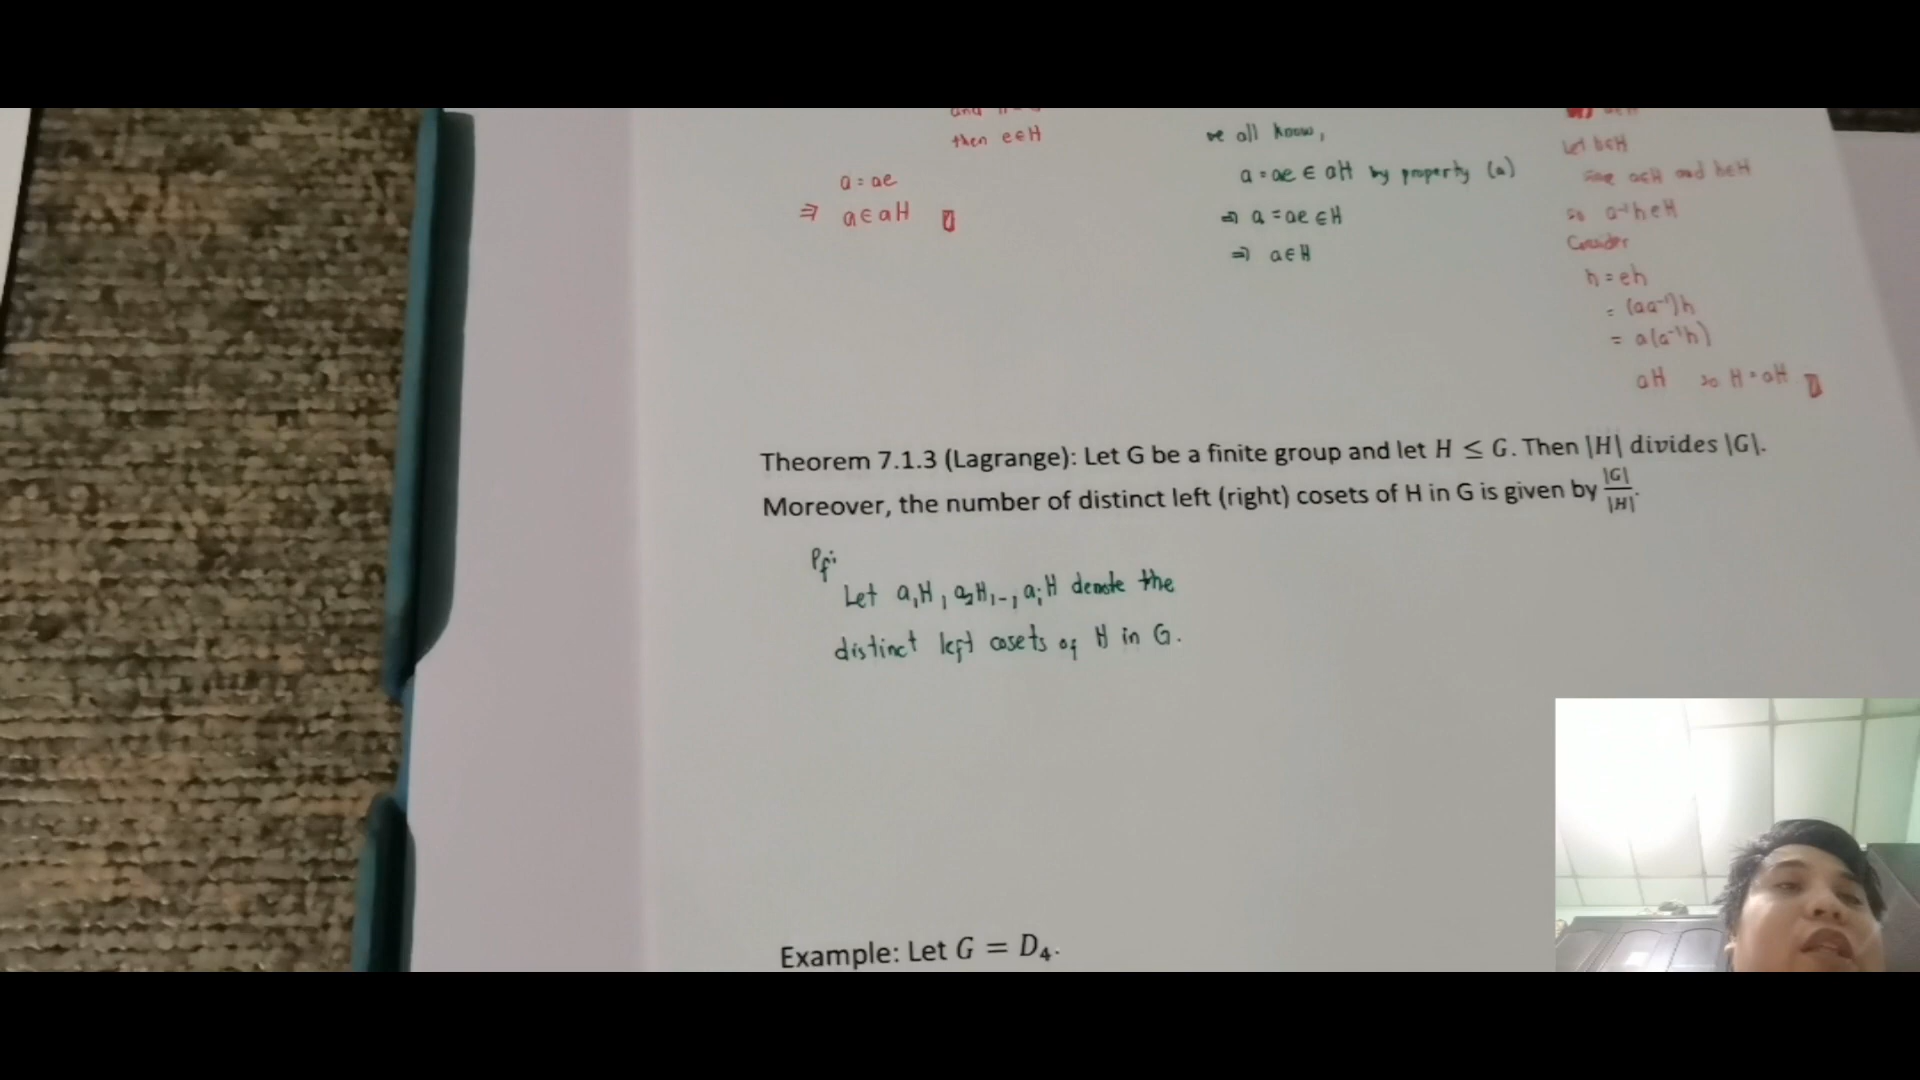 then e∈H
a = ae
⇒ a∈aH
we all know,
a = ae ∈ aH by property (a)
⇒ a = ae ∈ H
⇒ a∈H
Let h∈H
Since a∈H and h∈H
so a⁻¹h∈H
Consider
h = eh
= (aa⁻¹)h
= a(a⁻¹h)
aH so H = aH
Theorem 7.1.3 (Lagrange): Let G be a finite group and let H ≤ G. Then |H| divides |G|.
Moreover, the number of distinct left (right) cosets of H in G is given by |G|/|H|.
Pf:
Let a₁H, a₂H, -, aᵢH denote the
distinct left cosets of H in G.
Example: Let G = D₄.